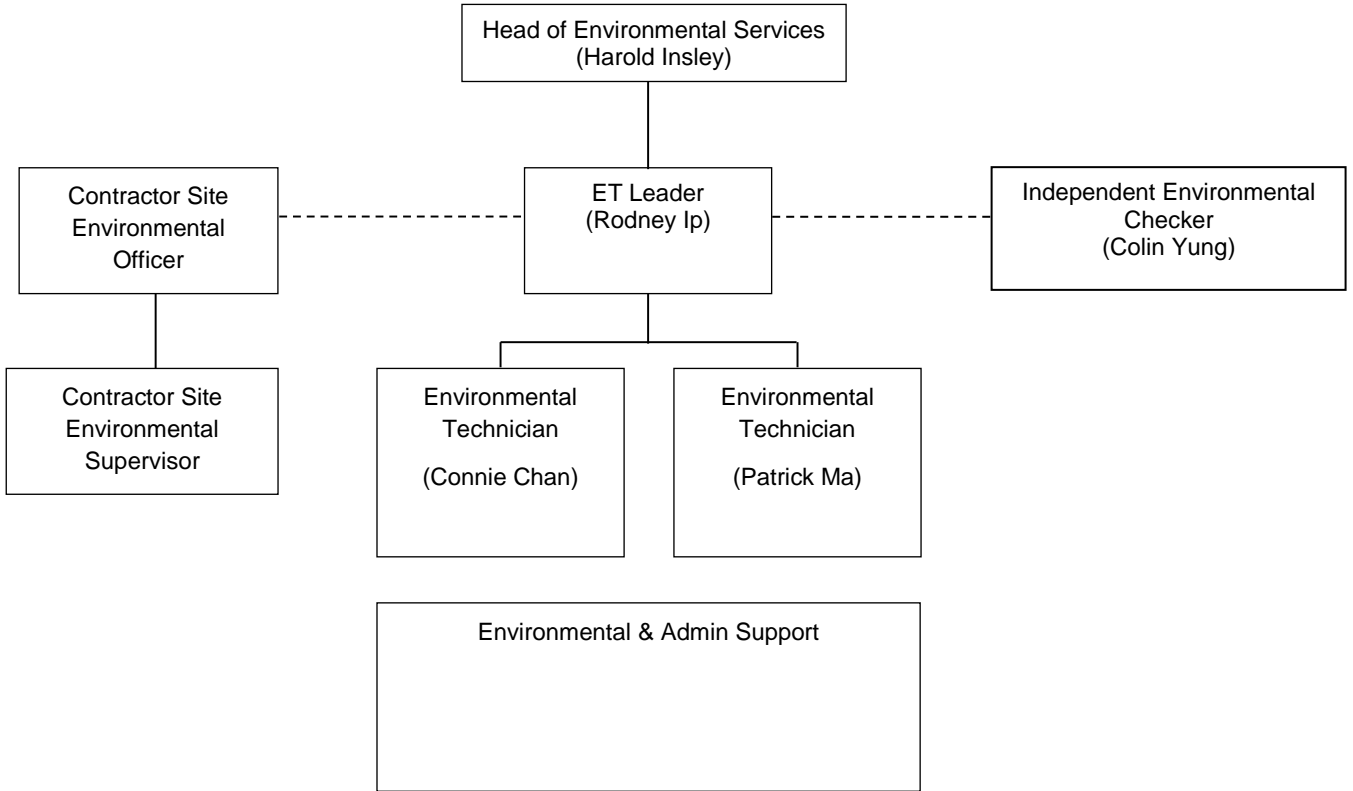 Head of Environmental Services
(Harold Insley)
Contractor Site
Environmental
Officer
ET Leader
(Rodney Ip)
Independent Environmental
Checker
(Colin Yung)
Contractor Site
Environmental
Supervisor
Environmental
Technician
(Connie Chan)
Environmental
Technician
(Patrick Ma)
Environmental & Admin Support